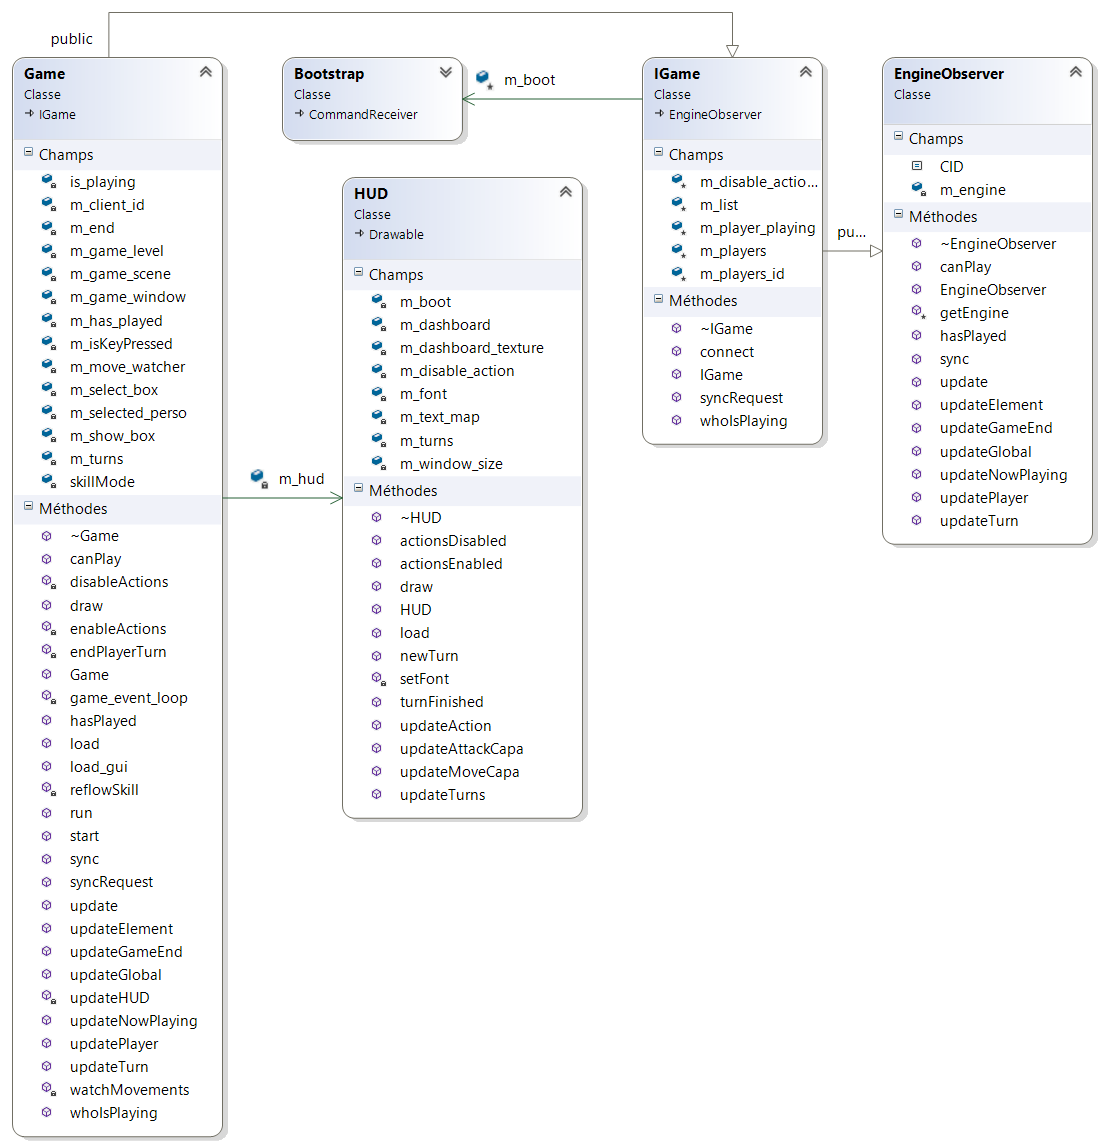 public
Game
Classe
IGame
Champs
is_playing
m_client_id
m_end
m_game_level
m_game_scene
m_game_window
m_has_played
m_isKeyPressed
m_move_watcher
m_select_box
m_selected_perso
m_show_box
m_turns
skillMode
Méthodes
~Game
canPlay
disableActions
draw
enableActions
endPlayerTurn
Game
game_event_loop
hasPlayed
load
load_gui
reflowSkill
run
start
sync
syncRequest
update
updateElement
updateGameEnd
updateGlobal
updateHUD
updateNowPlaying
updatePlayer
updateTurn
watchMovements
whoIsPlaying
m_hud
Bootstrap
Classe
CommandReceiver
m_boot
HUD
Classe
Drawable
Champs
m_boot
m_dashboard
m_dashboard_texture
m_disable_action
m_font
m_text_map
m_turns
m_window_size
Méthodes
~HUD
actionsDisabled
actionsEnabled
draw
HUD
load
newTurn
setFont
turnFinished
updateAction
updateAttackCapa
updateMoveCapa
updateTurns
IGame
Classe
EngineObserver
Champs
m_disable_actio...
m_list
m_player_playing
m_players
m_players_id
Méthodes
~IGame
connect
IGame
syncRequest
whoIsPlaying
pu...
EngineObserver
Classe
Champs
CID
m_engine
Méthodes
~EngineObserver
canPlay
EngineObserver
getEngine
hasPlayed
sync
update
updateElement
updateGameEnd
updateGlobal
updateNowPlaying
updatePlayer
updateTurn